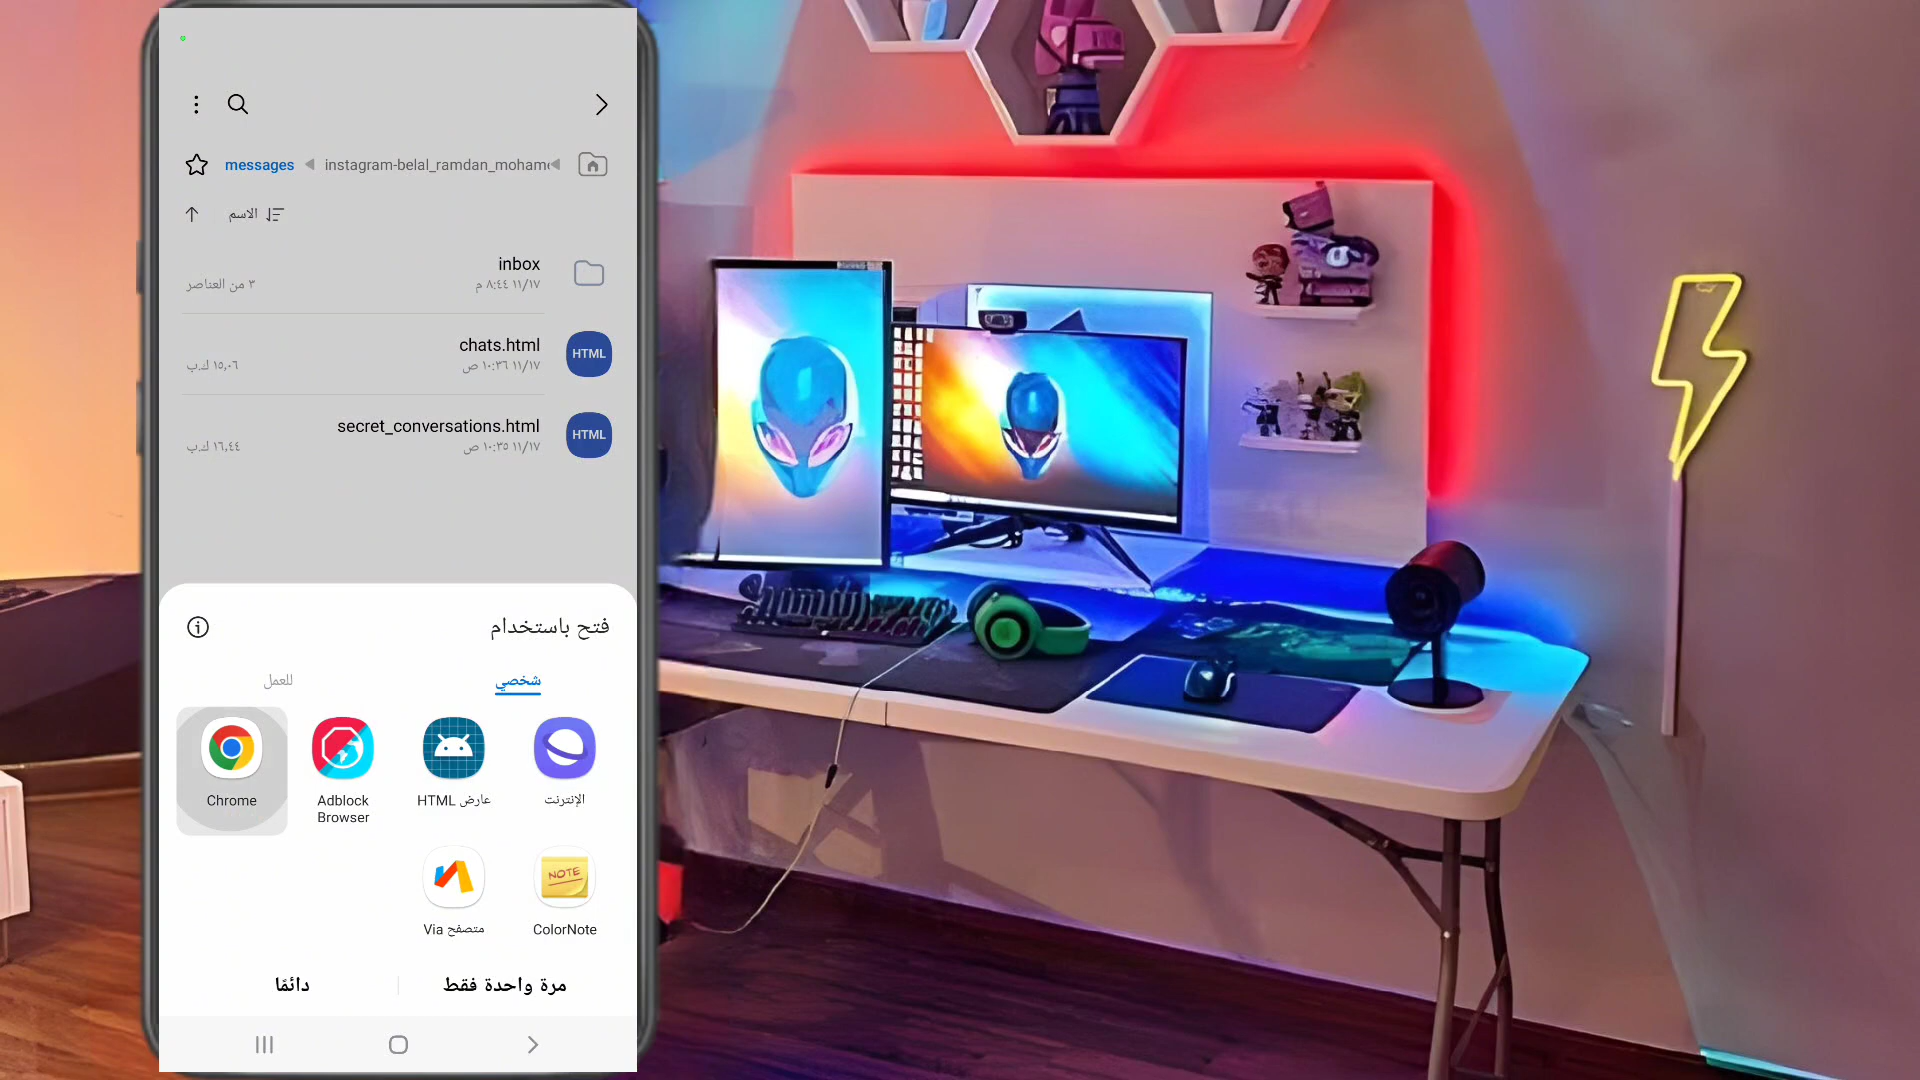 messages ◀ instagram-belal_ramdan_mohame
الاسم
inbox
١١/١٧ ٨:٤٤ م
٣ من العناصر
chats.html
١١/١٧ ١٠:٣٦ ص
١٥,٠٦ ك.ب
HTML
secret_conversations.html
١١/١٧ ١٠:٣٥ ص
١٦,٤٤ ك.ب
HTML
فتح باستخدام
شخصي
للعمل
الإنترنت
عارض HTML
Adblock
Browser
Chrome
NOTE
ColorNote
متصفح Via
مرة واحدة فقط
دائمًا